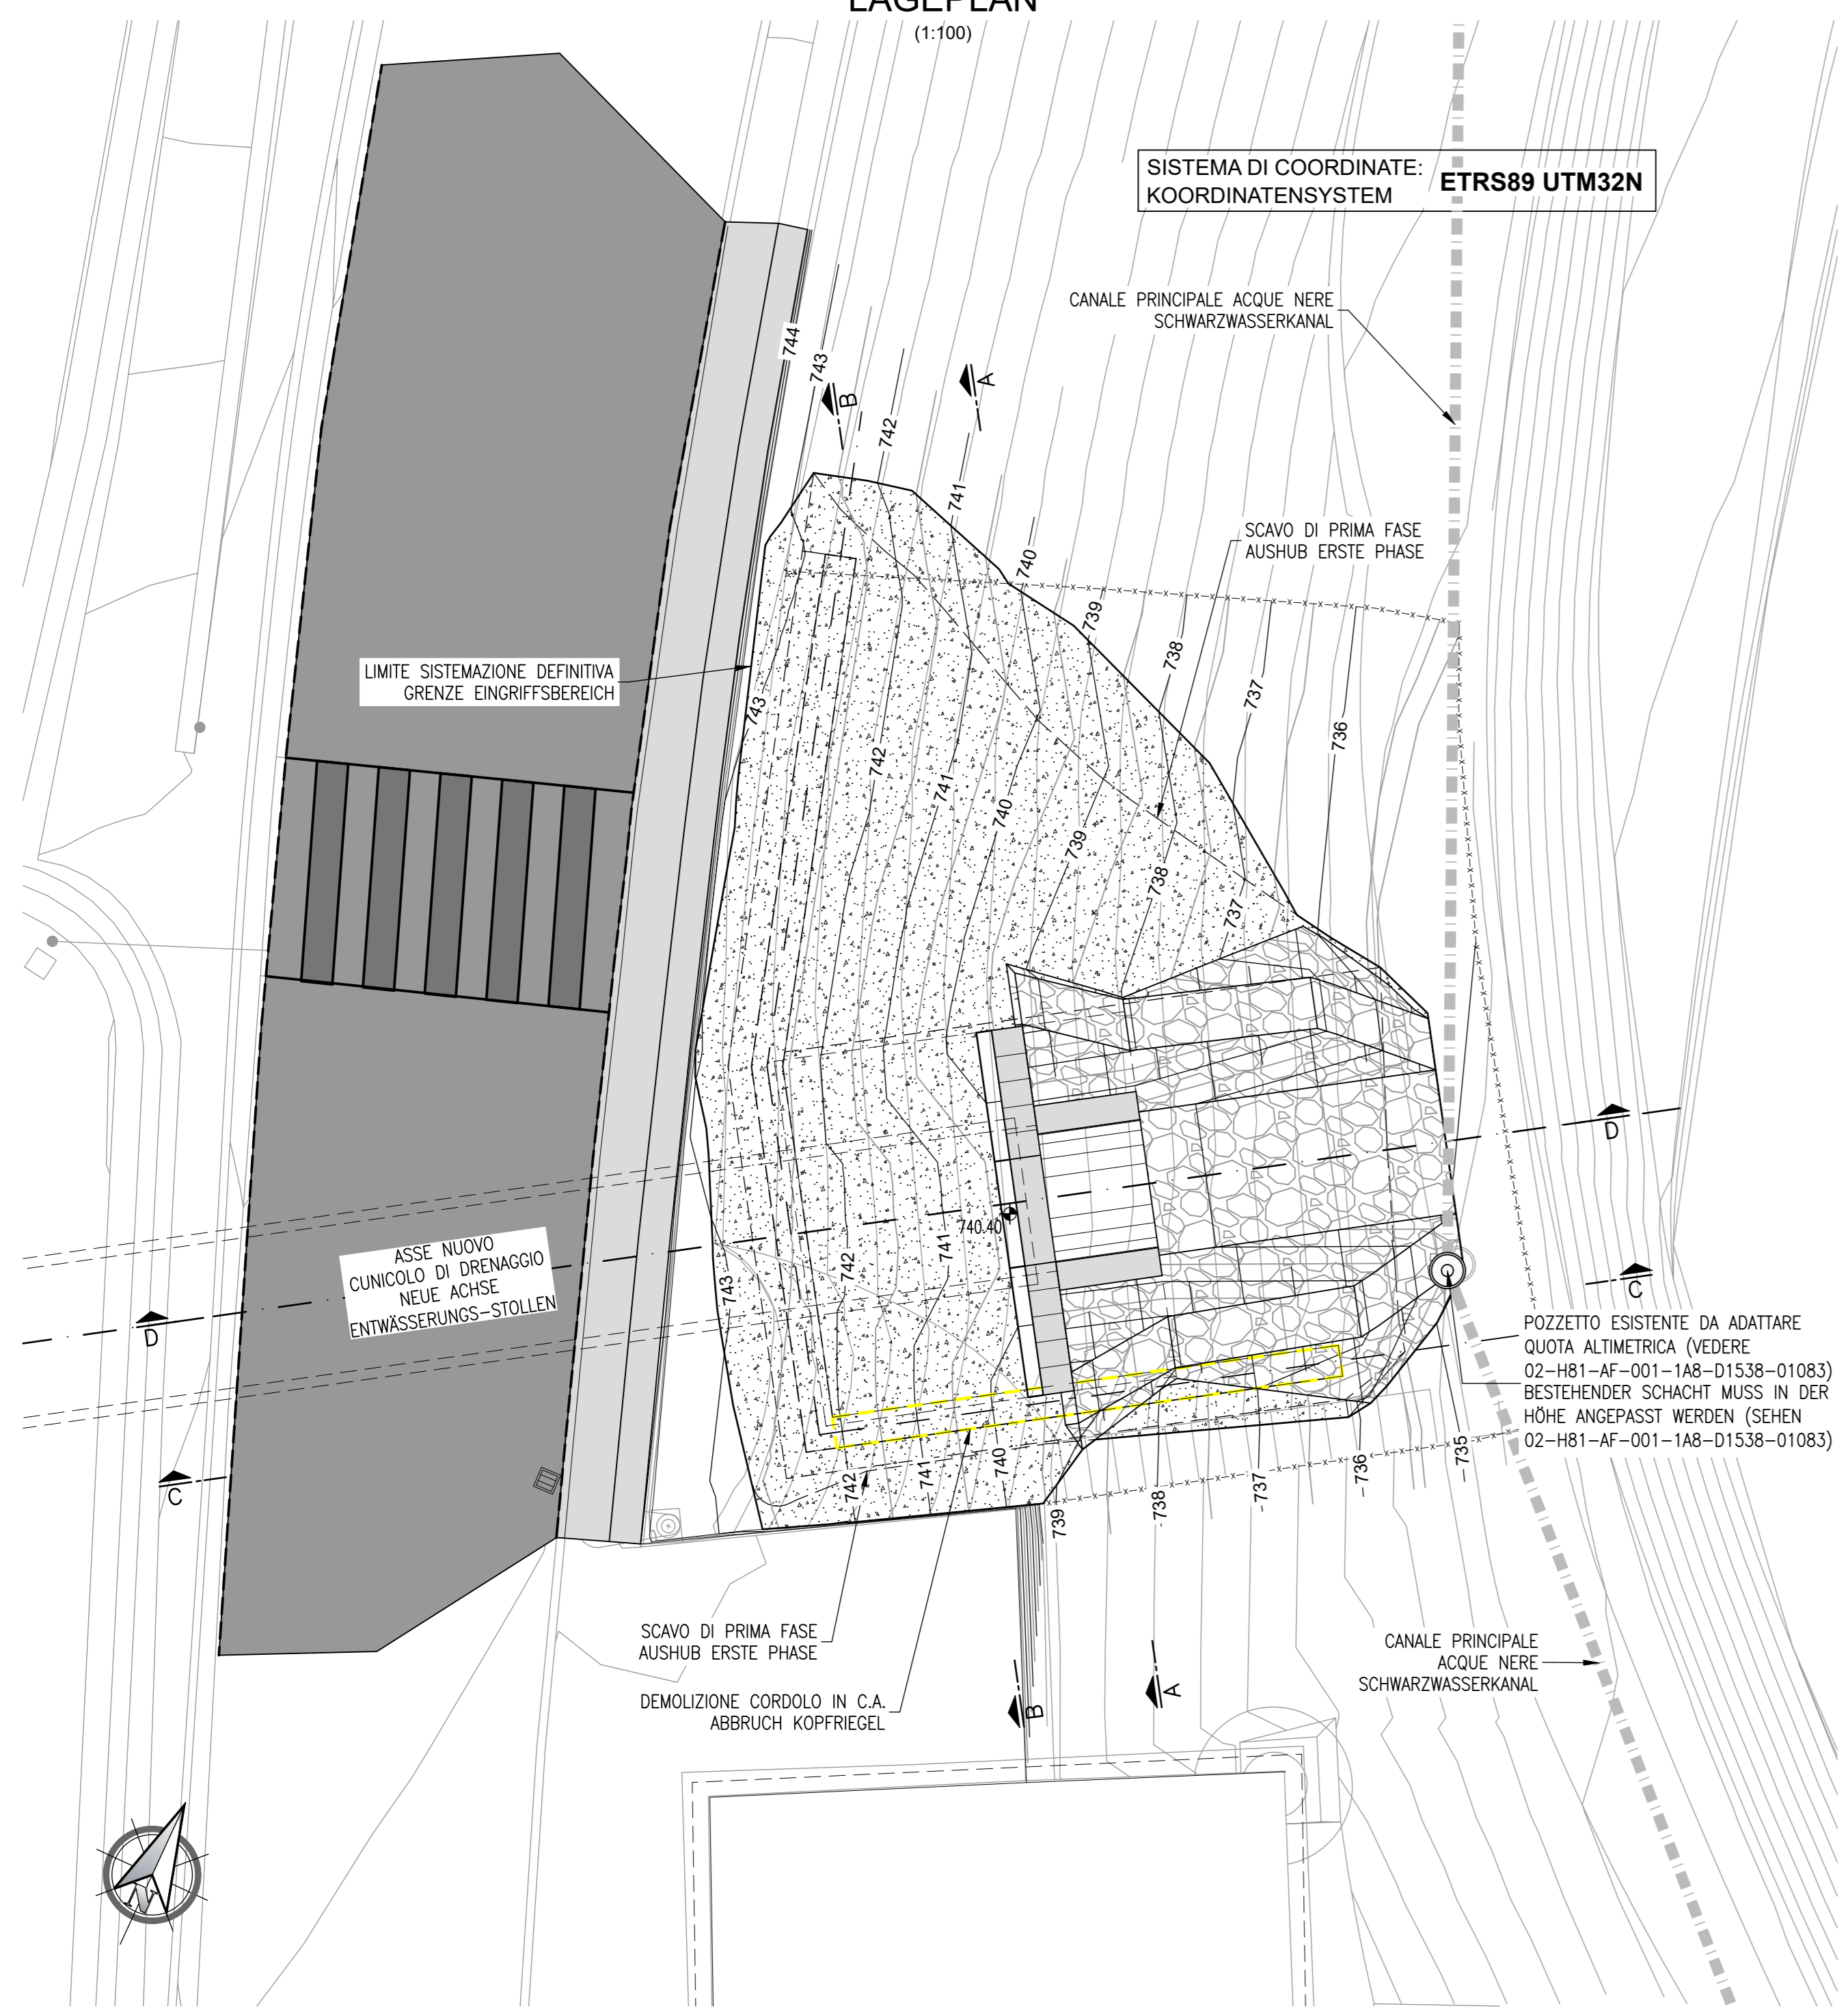 LAGEPLAN
(1:100)
SISTEMA DI COORDINATE:
KOORDINATENSYSTEM
ETRS89 UTM32N
CANALE PRINCIPALE ACQUE NERE
SCHWARZWASSERKANAL
744
743
B
A
742
741
SCAVO DI PRIMA FASE
AUSHUB ERSTE PHASE
740
739
738
737
736
LIMITE SISTEMAZIONE DEFINITIVA
GRENZE EINGRIFFSBEREICH
743
742
741
740
739
738
737
D
740.40
ASSE NUOVO
CUNICOLO DI DRENAGGIO
NEUE ACHSE
ENTWÄSSERUNGS-STOLLEN
743
742
741
C
D
POZZETTO ESISTENTE DA ADATTARE
QUOTA ALTIMETRICA (VEDERE
02-H81-AF-001-1A8-D1538-01083)
BESTEHENDER SCHACHT MUSS IN DER
HÖHE ANGEPASST WERDEN (SEHEN
02-H81-AF-001-1A8-D1538-01083)
C
742
741
740
739
738
737
736
735
SCAVO DI PRIMA FASE
AUSHUB ERSTE PHASE
DEMOLIZIONE CORDOLO IN C.A.
ABBRUCH KOPFRIEGEL
B
A
CANALE PRINCIPALE
ACQUE NERE
SCHWARZWASSERKANAL
N